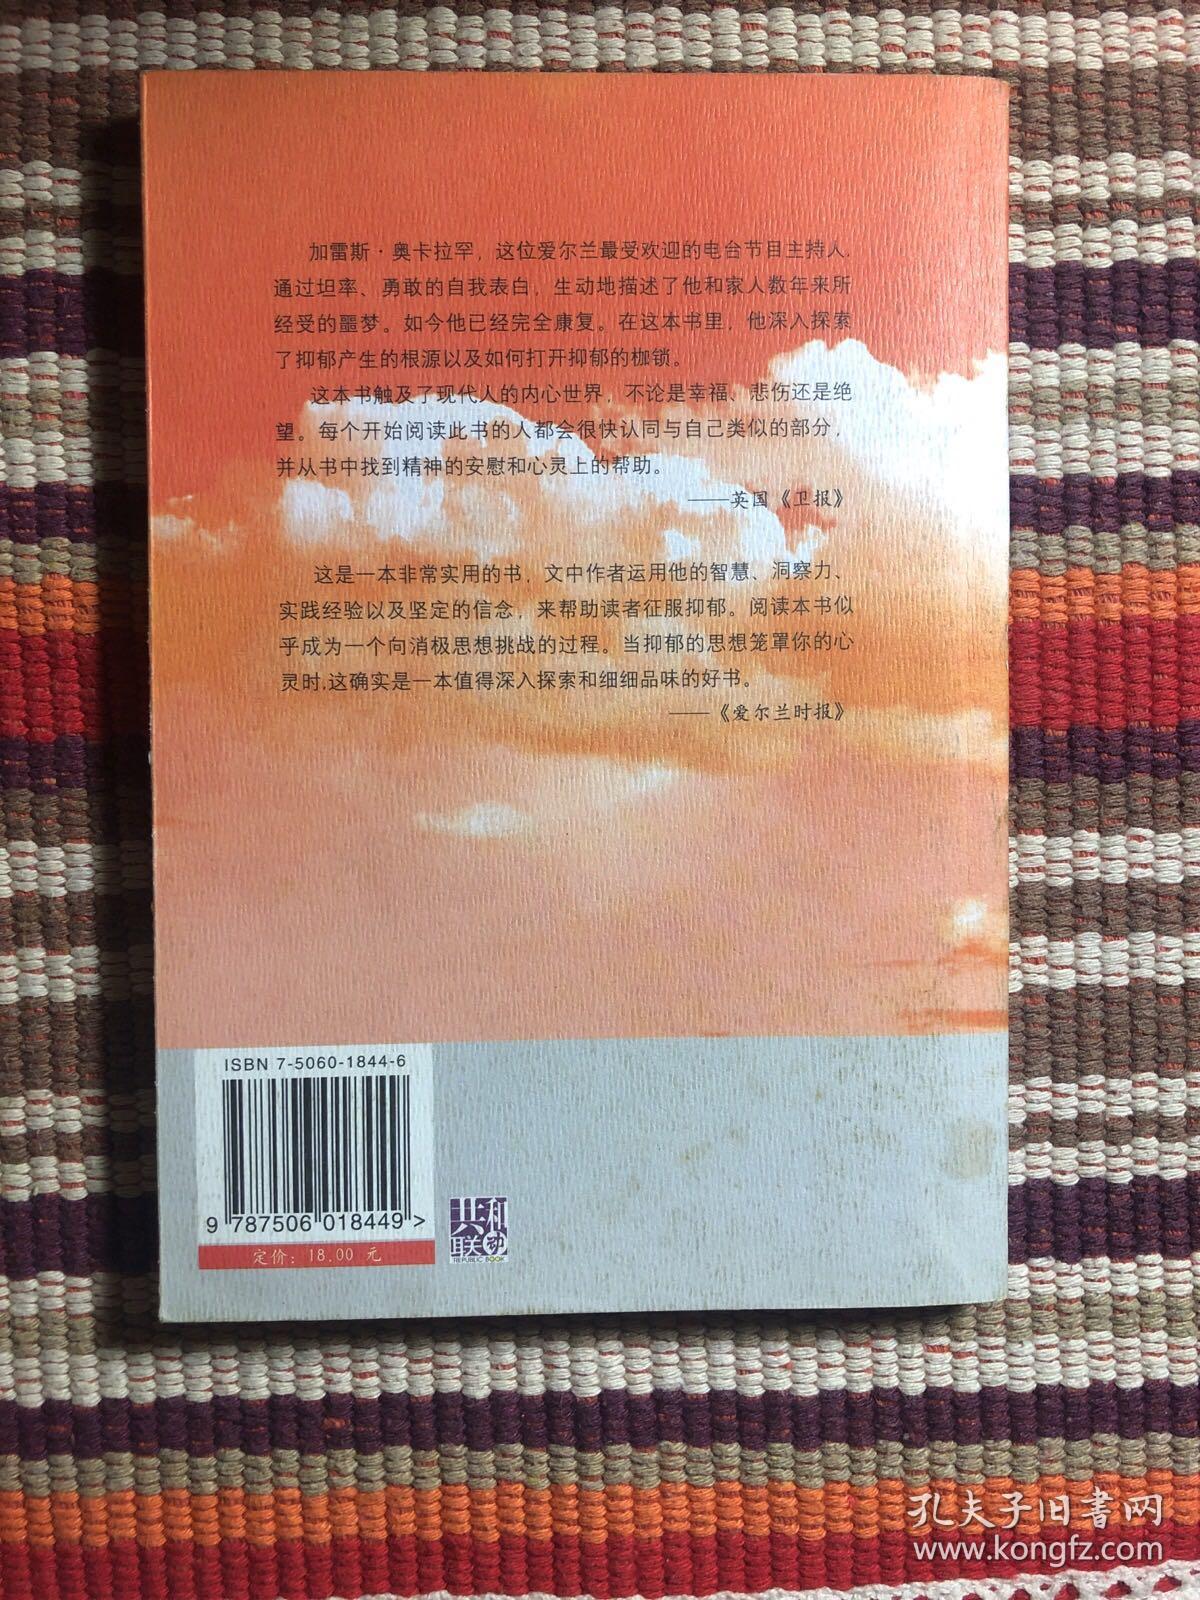 加雷斯·奥卡拉罕，这位爱尔兰最受欢迎的电台节目主持人，
通过坦率、勇敢的自我表白，生动地描述了他和家人数年来所
经受的噩梦。如今他已经完全康复。在这本书里，他深入探索
了抑郁产生的根源以及如何打开抑郁的枷锁。
这本书触及了现代人的内心世界，不论是幸福、悲伤还是绝
望。每个开始阅读此书的人都会很快认同与自己类似的部分，
并从书中找到精神的安慰和心灵上的帮助。
——英国《卫报》
这是一本非常实用的书，文中作者运用他的智慧、洞察力、
实践经验以及坚定的信念，来帮助读者征服抑郁。阅读本书似
乎成为一个向消极思想挑战的过程。当抑郁的思想笼罩你的心
灵时,这确实是一本值得深入探索和细细品味的好书。
——《爱尔兰时报》
ISBN 7-5060-1844-6
9 787506 018449 >
定价：18.00 元
共和
联动
REPUBLIC BOOK
孔夫子旧書网
www.kongfz.com